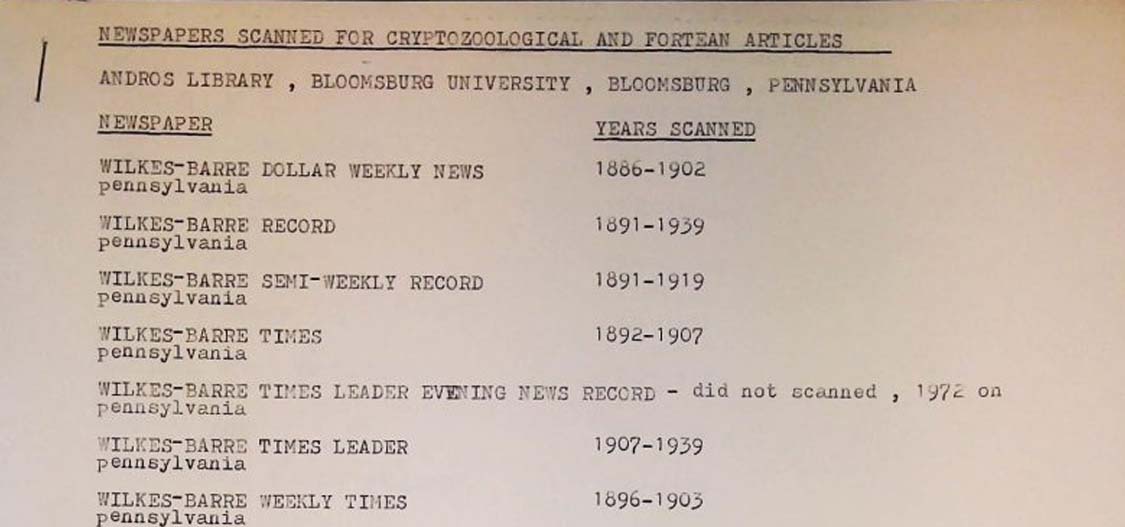 NEWSPAPERS SCANNED FOR CRYPTOZOOLOGICAL AND FORTEAN ARTICLES
ANDROS LIBRARY , BLOOMSBURG UNIVERSITY , BLOOMSBURG , PENNSYLVANIA
NEWSPAPER YEARS SCANNED
WILKES-BARRE DOLLAR WEEKLY NEWS 1886-1902
pennsylvania
WILKES-BARRE RECORD 1891-1939
pennsylvania
WILKES-BARRE SEMI-WEEKLY RECORD 1891-1919
pennsylvania
WILKES-BARRE TIMES 1892-1907
pennsylvania
WILKES-BARRE TIMES LEADER EVENING NEWS RECORD - did not scanned , 1972 on
pennsylvania
WILKES-BARRE TIMES LEADER 1907-1939
pennsylvania
WILKES-BARRE WEEKLY TIMES 1896-1903
pennsylvania